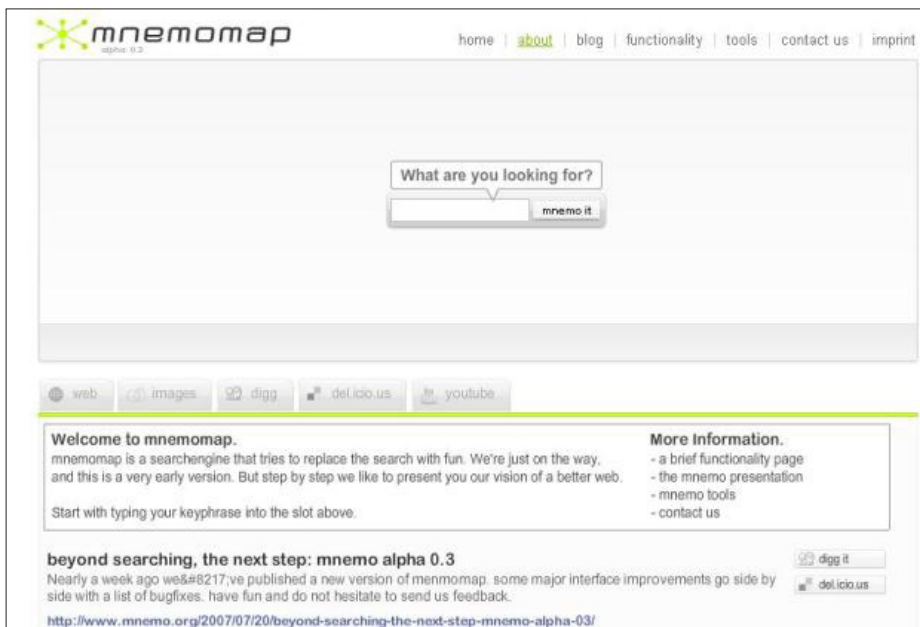 mnemomap
alpha 0.3
home | about | blog | functionality | tools | contact us | imprint
What are you looking for?
mnemo it
web images digg del.icio.us youtube
Welcome to mnemomap.
mnemomap is a searchengine that tries to replace the search with fun. We're just on the way,
and this is a very early version. But step by step we like to present you our vision of a better web.
Start with typing your keyphrase into the slot above.
More Information.
- a brief functionality page
- the mnemo presentation
- mnemo tools
- contact us
beyond searching, the next step: mnemo alpha 0.3
Nearly a week ago we&#8217;ve published a new version of menmomap. some major interface improvements go side by
side with a list of bugfixes. have fun and do not hesitate to send us feedback.
http://www.mnemo.org/2007/07/20/beyond-searching-the-next-step-mnemo-alpha-03/
digg it
del.icio.us